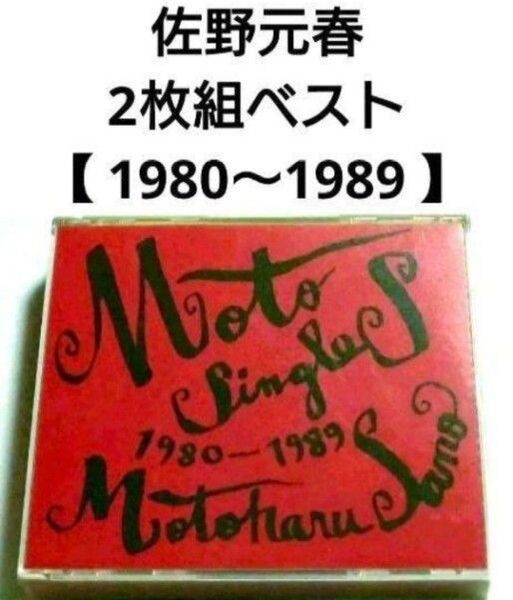 佐野元春
2枚組ベスト
【 1980〜1989 】
Moto
Singles
1980〜1989
Motoharu Sano